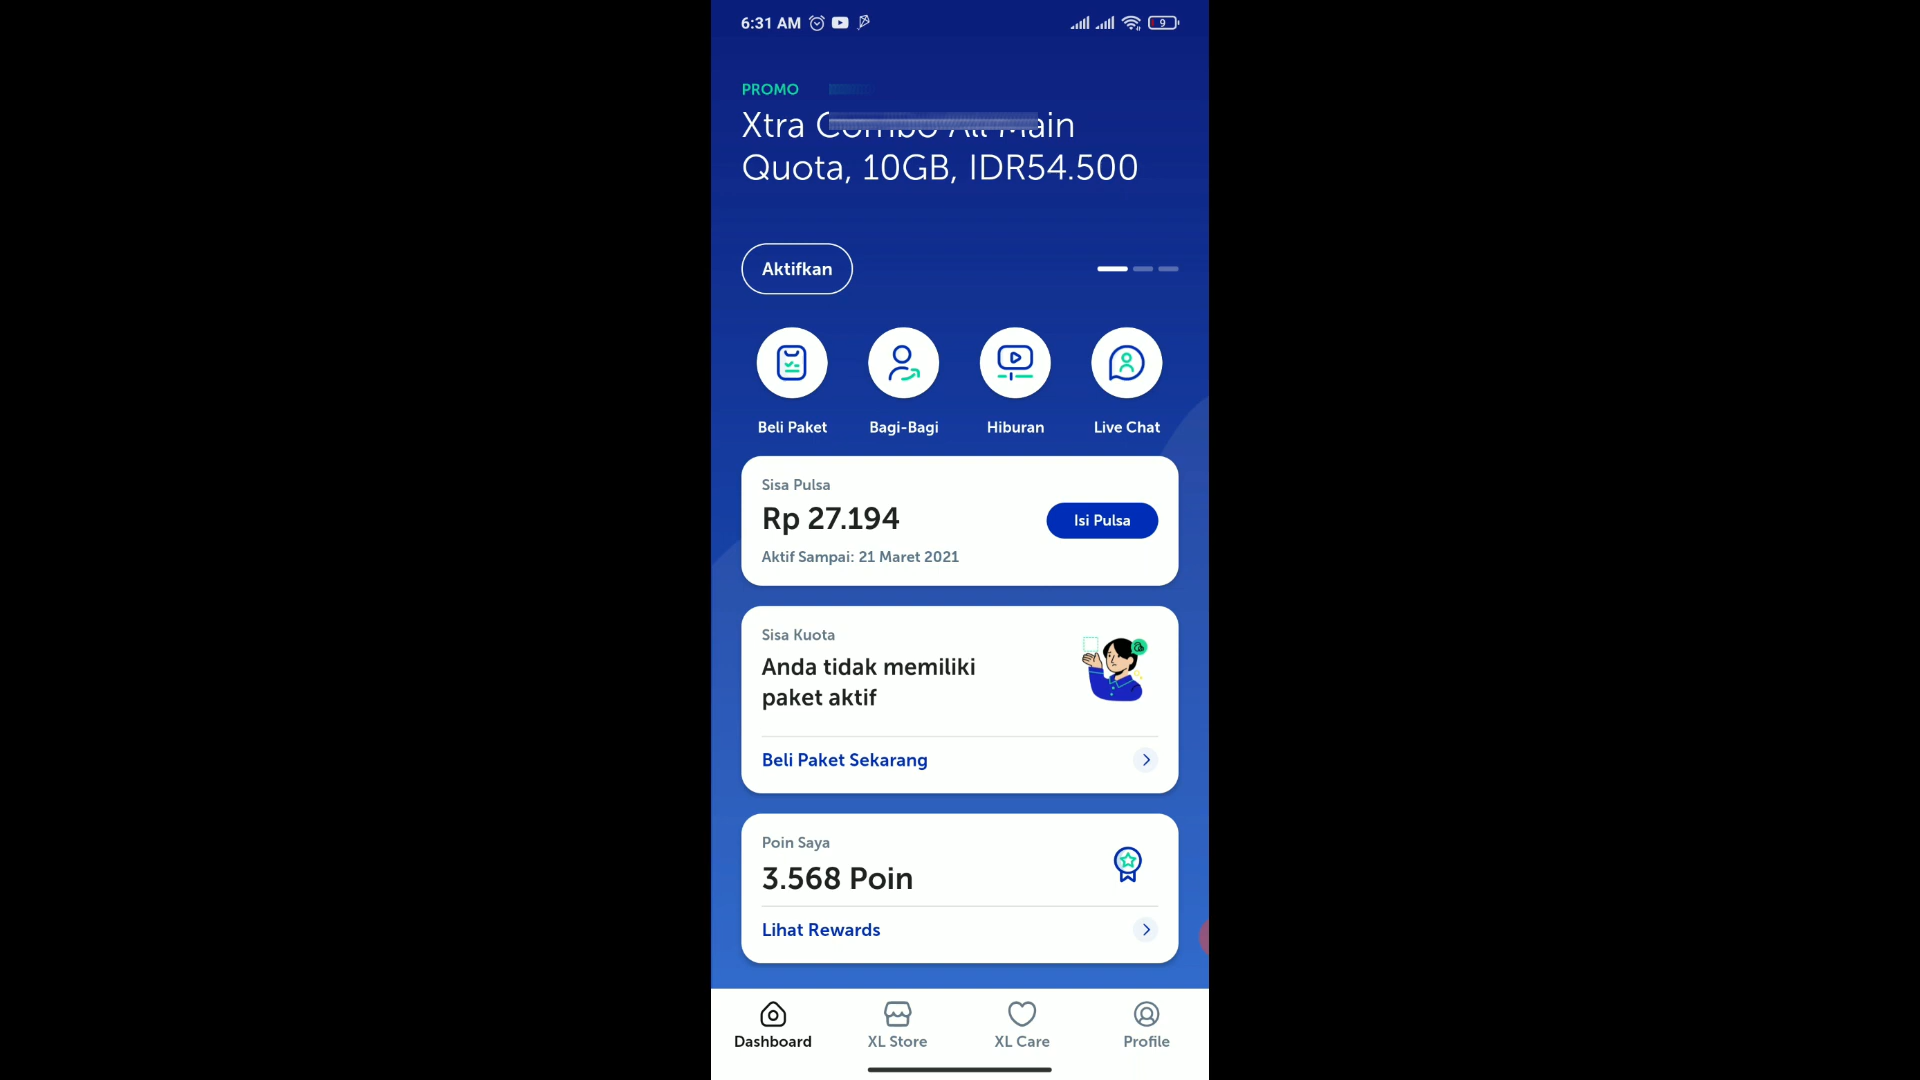 6:31 AM
9
PROMO
Xtra Combo All Main
Quota, 10GB, IDR54.500
Aktifkan
Beli Paket
Bagi-Bagi
Hiburan
Live Chat
Sisa Pulsa
Rp 27.194
Isi Pulsa
Aktif Sampai: 21 Maret 2021
Sisa Kuota
Anda tidak memiliki
paket aktif
Beli Paket Sekarang
Poin Saya
3.568 Poin
Lihat Rewards
Dashboard
XL Store
XL Care
Profile